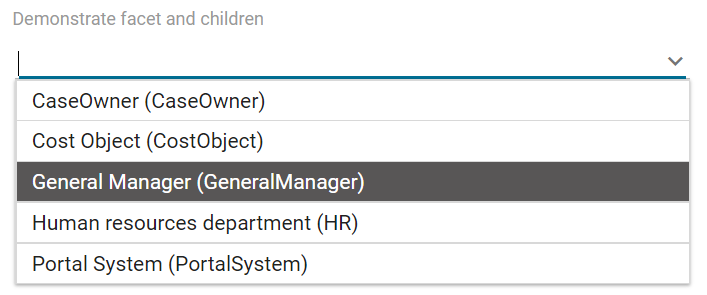 Demonstrate facet and children
CaseOwner (CaseOwner)
Cost Object (CostObject)
General Manager (GeneralManager)
Human resources department (HR)
Portal System (PortalSystem)